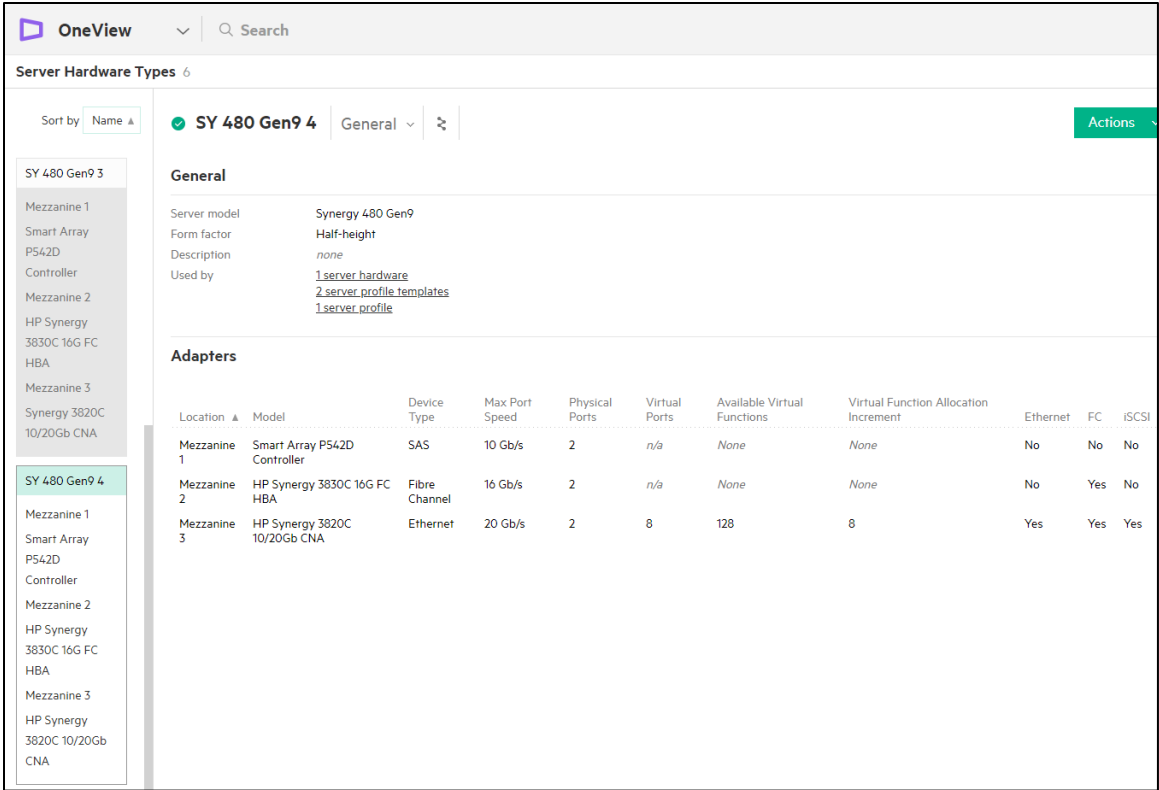 OneView
Search
Server Hardware Types 6
Sort by Name
SY 480 Gen9 3
Mezzanine 1
Smart Array
P542D
Controller
Mezzanine 2
HP Synergy
3830C 16G FC
HBA
Mezzanine 3
Synergy 3820C
10/20Gb CNA
SY 480 Gen9 4
Mezzanine 1
Smart Array
P542D
Controller
Mezzanine 2
HP Synergy
3830C 16G FC
HBA
Mezzanine 3
HP Synergy
3820C 10/20Gb
CNA
SY 480 Gen9 4 General
Actions
General
Server model Synergy 480 Gen9
Form factor Half-height
Description none
Used by 1 server hardware
2 server profile templates
1 server profile
Adapters
Device Max Port Physical Virtual Available Virtual Virtual Function Allocation
Location Model Type Speed Ports Ports Functions Increment Ethernet FC iSCSI
Mezzanine Smart Array P542D SAS 10 Gb/s 2 n/a None None No No No
1 Controller
Mezzanine HP Synergy 3830C 16G FC Fibre 16 Gb/s 2 n/a None None No Yes No
2 HBA Channel
Mezzanine HP Synergy 3820C Ethernet 20 Gb/s 2 8 128 8 Yes Yes Yes
3 10/20Gb CNA